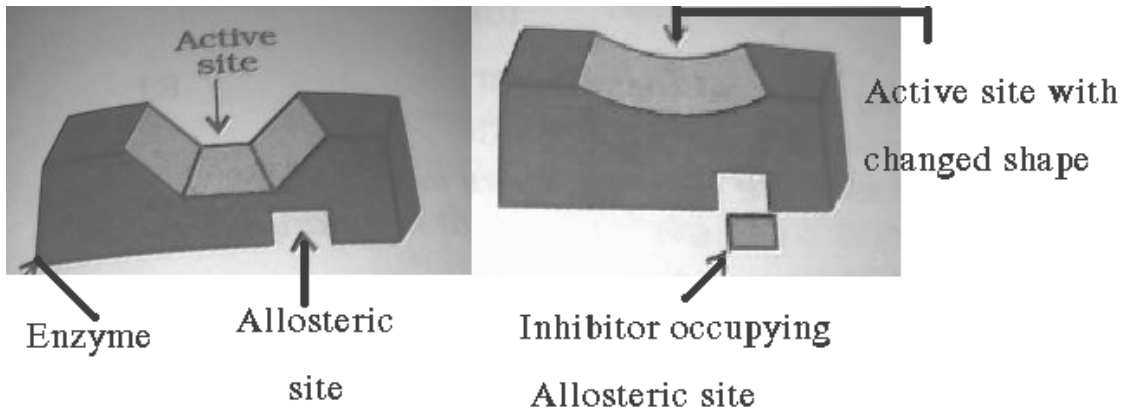 Active
site
Enzyme
Allosteric
site
Active site with
changed shape
Inhibitor occupying
Allosteric site